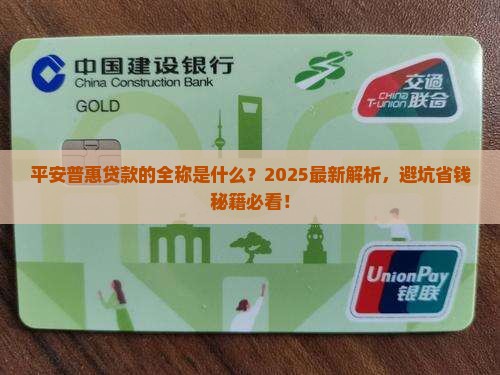 中国建设银行
China Construction Bank
GOLD
交通
CHINA
T-UNION 联合
平安普惠贷款的全称是什么？2025最新解析，避坑省钱
秘籍必看！
UnionPay
银联